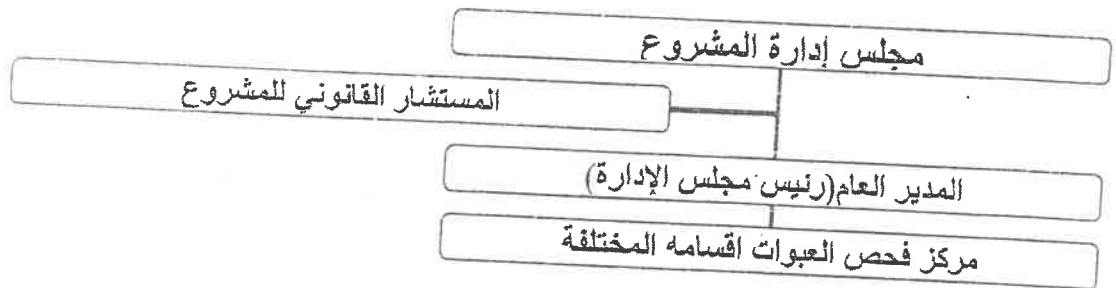 مجلس إدارة المشروع
المستشار القانوني للمشروع
المدير العام(رئيس مجلس الإدارة)
مركز فحص العبوات اقسامه المختلفة